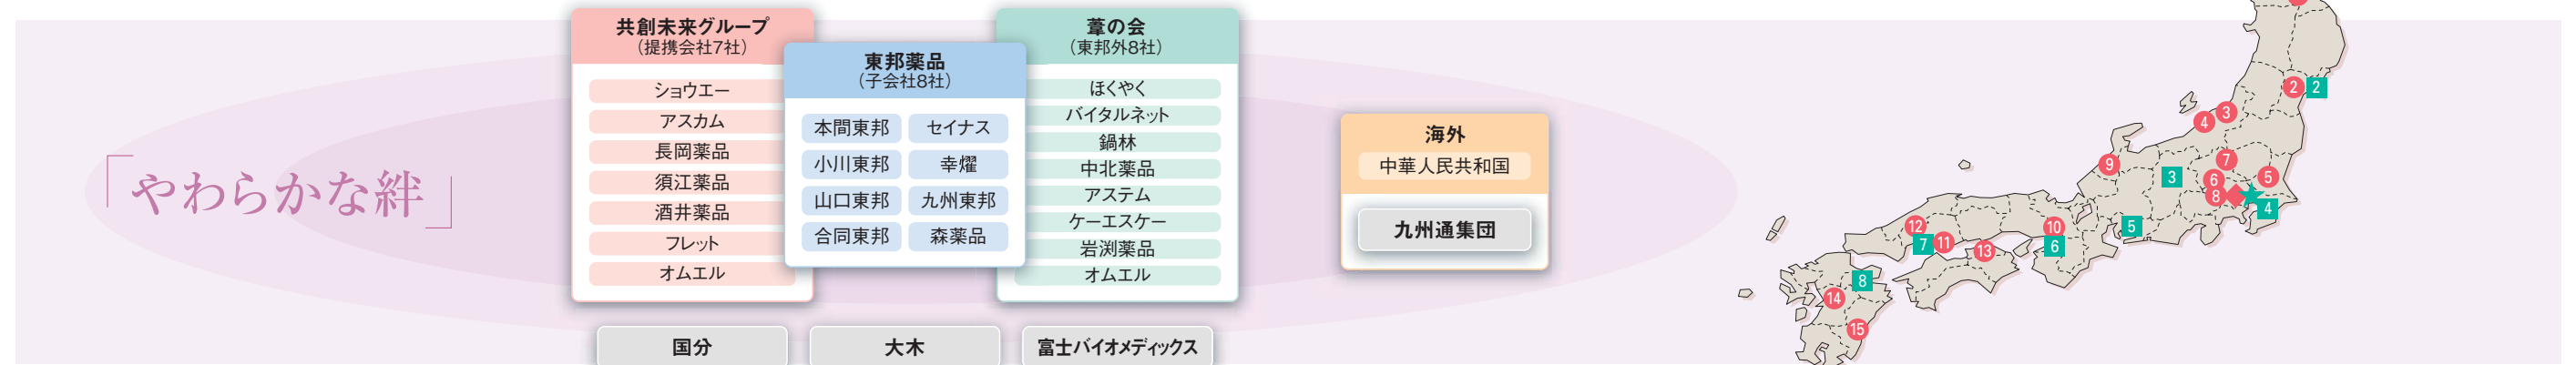 「やわらかな絆」
共創未来グループ
（提携会社7社）
ショウエー
アスカム
長岡薬品
須江薬品
酒井薬品
フレット
オムエル
東邦薬品
（子会社8社）
本間東邦
セイナス
小川東邦
幸燿
山口東邦
九州東邦
合同東邦
森薬品
葦の会
（東邦外8社）
ほくやく
バイタルネット
鍋林
中北薬品
アステム
ケーエスケー
岩渕薬品
オムエル
国分
大木
富士バイオメディックス
海外
中華人民共和国
九州通集団
2
2
3
4
7
9
3
6
5
8
4
12
10
5
7
11
6
13
8
14
15